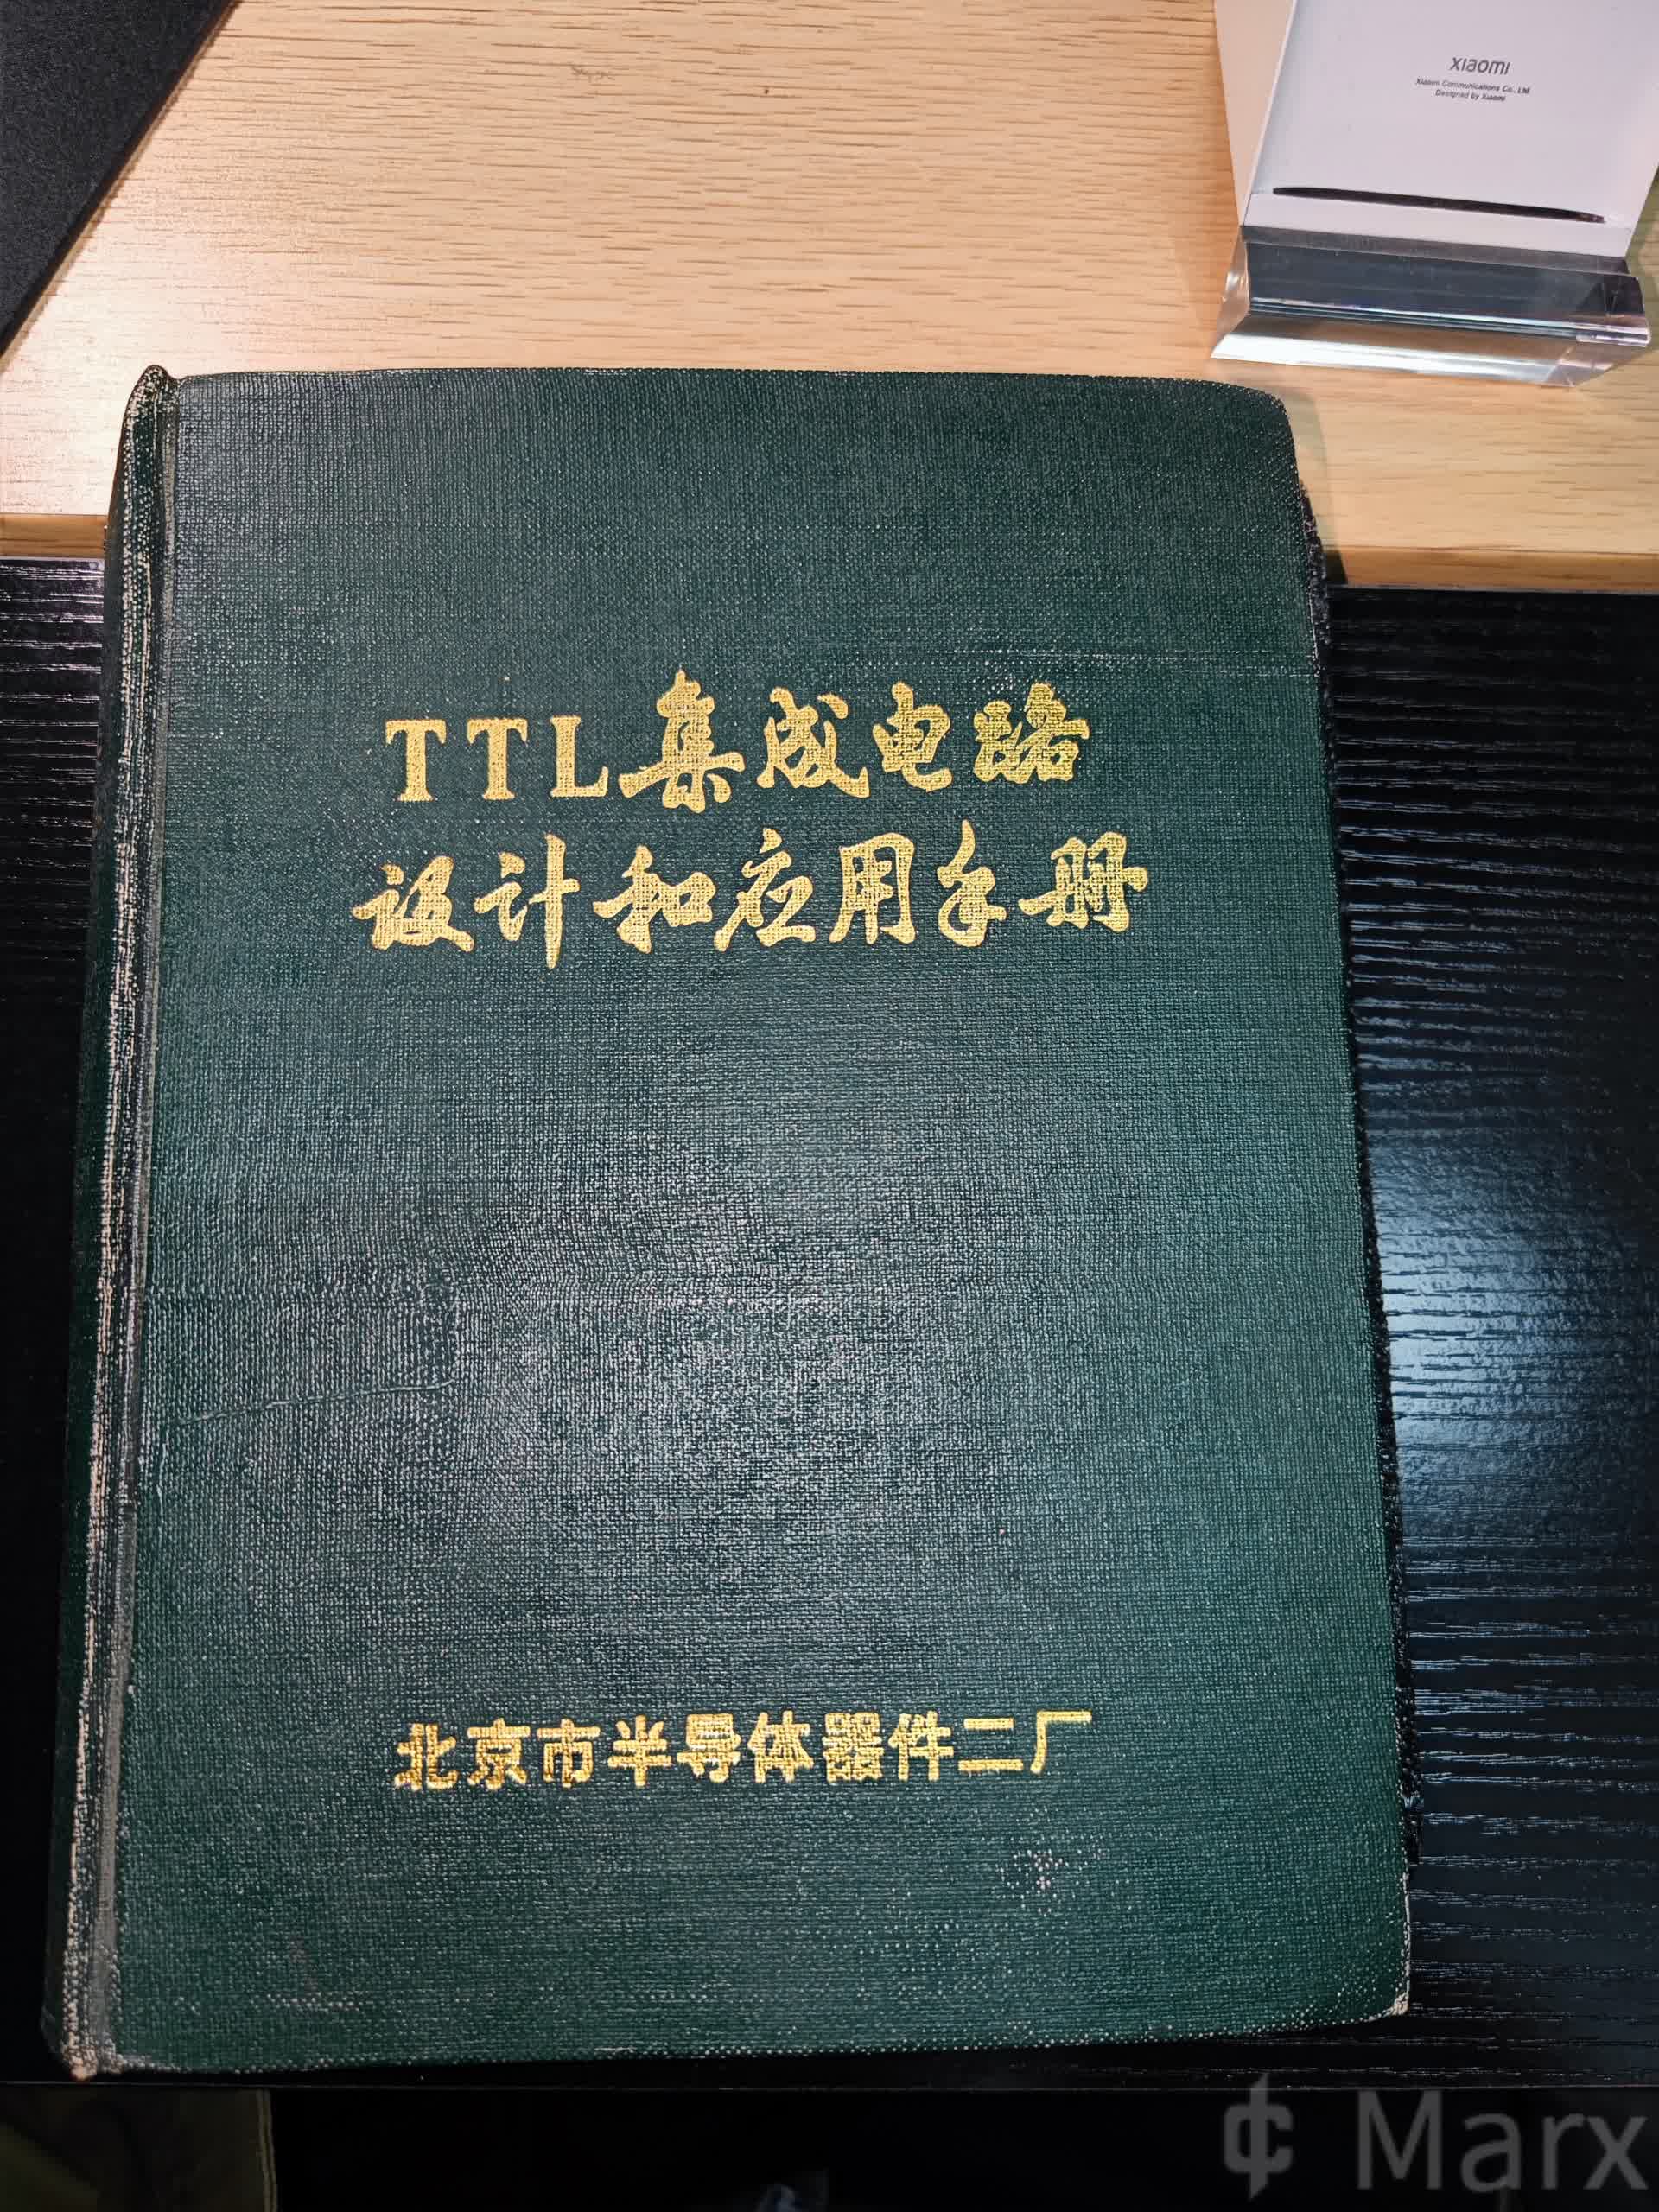 xiaomi
Xiaomi Communications Co., Ltd.
Designed by Xiaomi
TTL集成电路
设计和应用手册
北京市半导体器件二厂
Marx